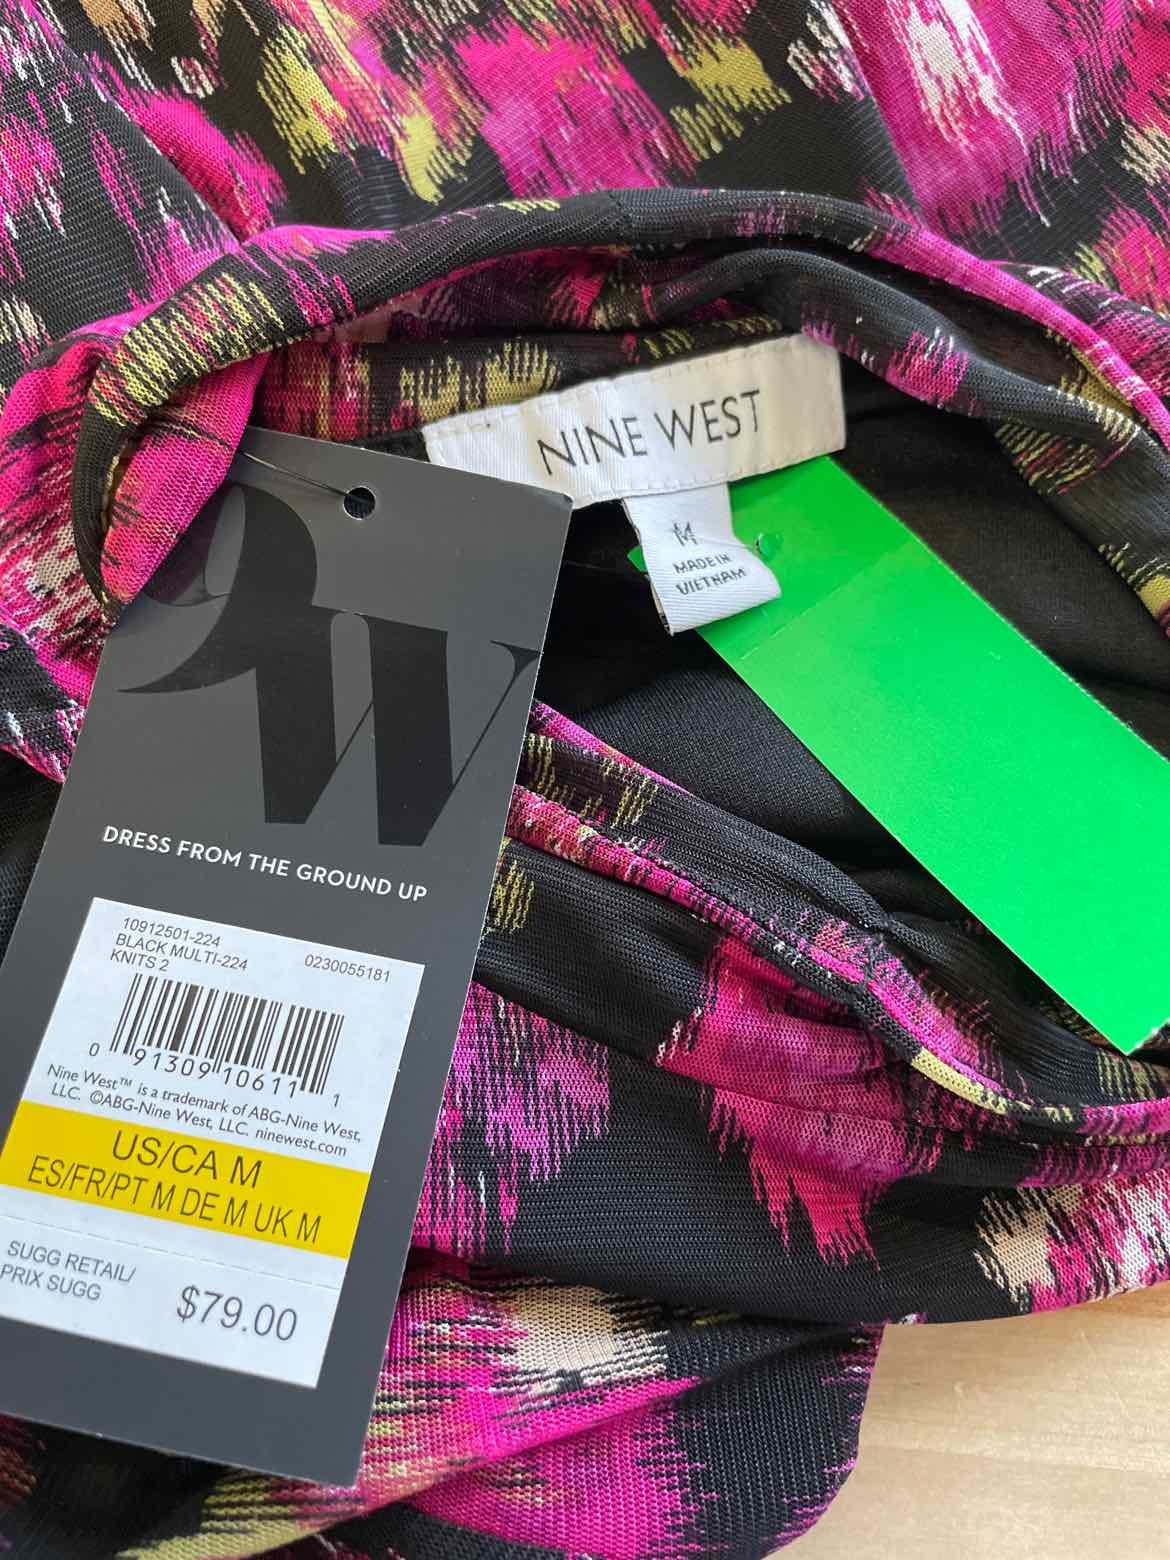 NINE WEST
M
MADE IN
VIETNAM
9W
DRESS FROM THE GROUND UP
10912501-224
BLACK MULTI-224 0230055181
KNITS 2
0 91309 10611 1
Nine West™ is a trademark of ABG-Nine West,
LLC. ©ABG-Nine West, LLC. ninewest.com
US/CA M
ES/FR/PT M DE M UK M
SUGG RETAIL/
PRIX SUGG $79.00